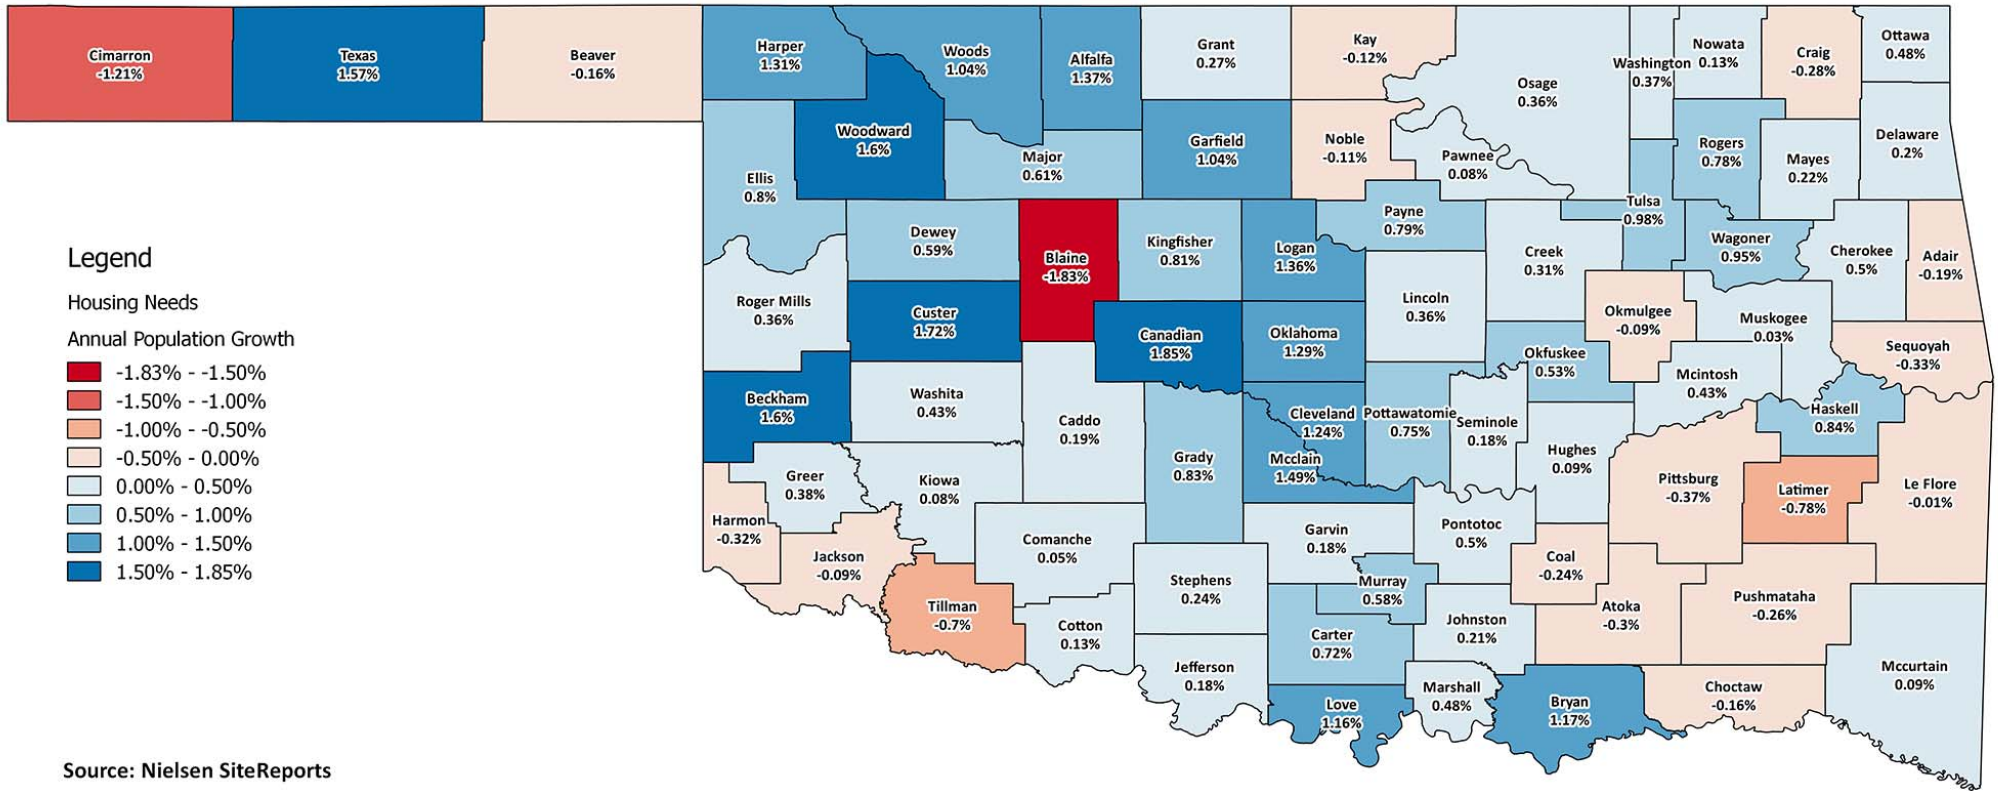 Cimarron
-1.21%
Texas
1.57%
Beaver
-0.16%
Harper
1.31%
Woods
1.04%
Alfalfa
1.37%
Grant
0.27%
Kay
-0.12%
Osage
0.36%
Washington
0.37%
Nowata
0.13%
Craig
-0.28%
Ottawa
0.48%
Ellis
0.8%
Woodward
1.6%
Major
0.61%
Garfield
1.04%
Noble
-0.11%
Pawnee
0.08%
Rogers
0.78%
Mayes
0.22%
Delaware
0.2%
Dewey
0.59%
Blaine
-1.83%
Kingfisher
0.81%
Logan
1.36%
Payne
0.79%
Creek
0.31%
Tulsa
0.98%
Wagoner
0.95%
Cherokee
0.5%
Adair
-0.19%
Roger Mills
0.36%
Custer
1.72%
Canadian
1.85%
Oklahoma
1.29%
Lincoln
0.36%
Okmulgee
-0.09%
Muskogee
0.03%
Sequoyah
-0.33%
Okfuskee
0.53%
Mcintosh
0.43%
Beckham
1.6%
Washita
0.43%
Caddo
0.19%
Grady
0.83%
Cleveland
1.24%
Mcclain
1.49%
Pottawatomie
0.75%
Seminole
0.18%
Hughes
0.09%
Haskell
0.84%
Pittsburg
-0.37%
Latimer
-0.78%
Le Flore
-0.01%
Greer
0.38%
Kiowa
0.08%
Harmon
-0.32%
Jackson
-0.09%
Comanche
0.05%
Garvin
0.18%
Pontotoc
0.5%
Coal
-0.24%
Tillman
-0.7%
Cotton
0.13%
Stephens
0.24%
Murray
0.58%
Carter
0.72%
Johnston
0.21%
Atoka
-0.3%
Pushmataha
-0.26%
Jefferson
0.18%
Love
1.16%
Marshall
0.48%
Bryan
1.17%
Choctaw
-0.16%
Mccurtain
0.09%
Legend
Housing Needs
Annual Population Growth
-1.83% - -1.50%
-1.50% - -1.00%
-1.00% - -0.50%
-0.50% - 0.00%
0.00% - 0.50%
0.50% - 1.00%
1.00% - 1.50%
1.50% - 1.85%
Source: Nielsen SiteReports